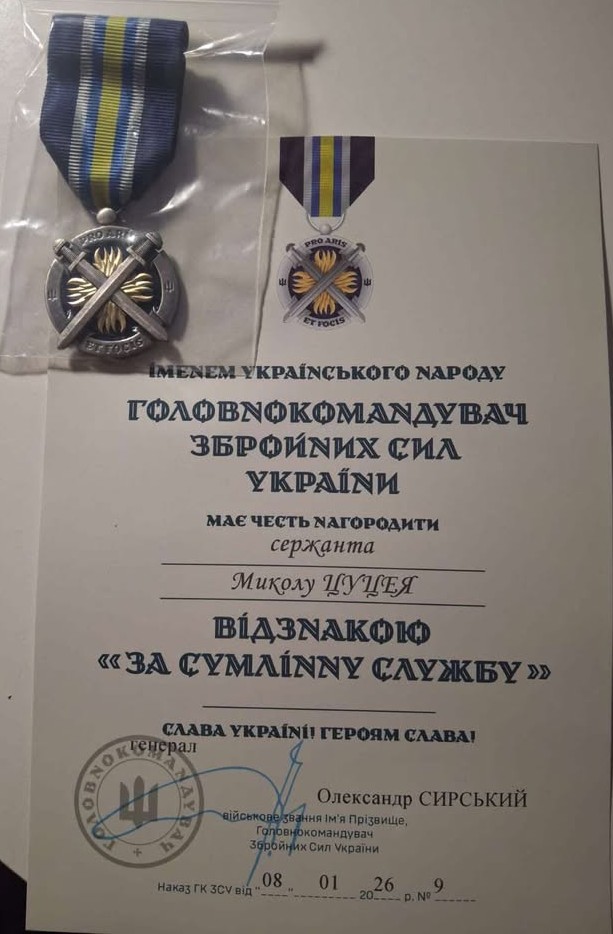 PRO ARIS
ET FOCIS
PRO ARIS
ET FOCIS
ІМЕНЕМ УКРАЇНСЬКОГО НАРОДУ
ГОЛОВНОКОМАНДУВАЧ
ЗБРОЙНИХ СИЛ
УКРАЇНИ
МАЄ ЧЕСТЬ НАГОРОДИТИ
сержанта
Миколу ЦУЦЕЯ
ВІДЗНАКОЮ
«ЗА СУМЛІННУ СЛУЖБУ»
СЛАВА УКРАЇНІ! ГЕРОЯМ СЛАВА!
генерал
ГОЛОВНОКОМАНДУВАЧ
Олександр СИРСЬКИЙ
військове звання Ім'я Прізвище,
Головнокомандувач
Збройних Сил України
Наказ ГК ЗСУ від "08" 01 2026 р. № 9